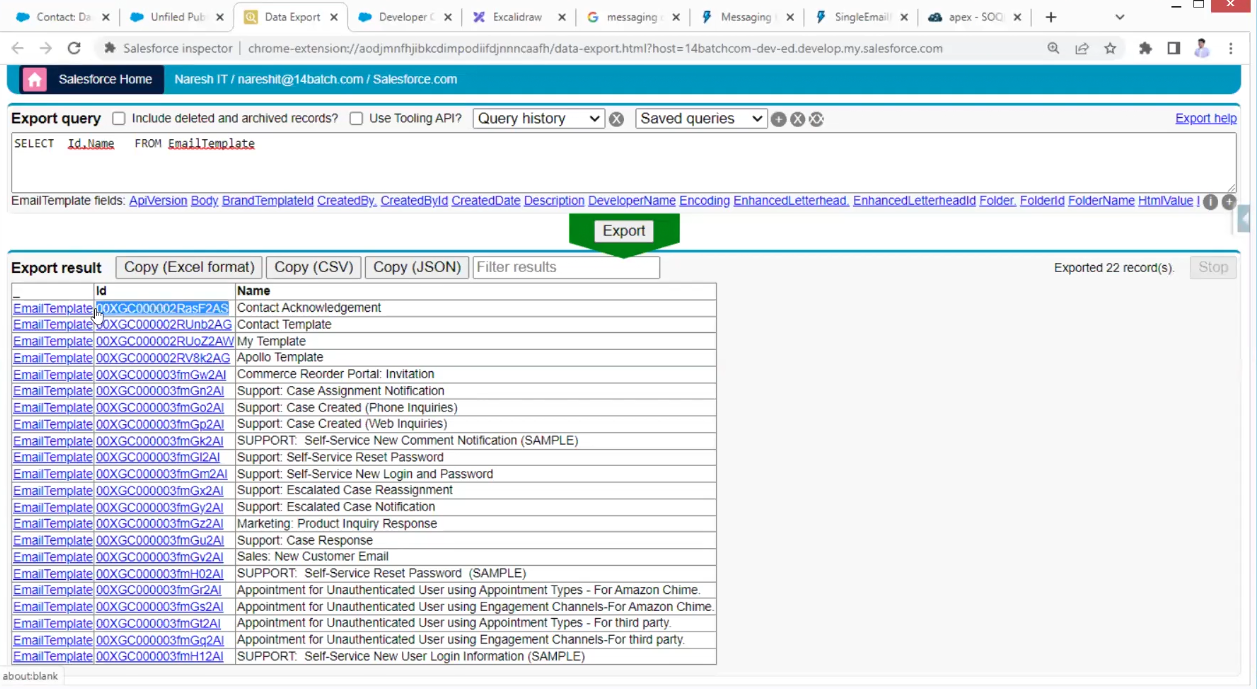 Contact: Da
Unfiled Pub
Data Export
Developer C
Excalidraw
messaging
Messaging
SingleEmail
apex - SOQ
Salesforce inspector | chrome-extension://aodjmnfhjibkcdimpodiifdjnnncaafh/data-export.html?host=14batchcom-dev-ed.develop.my.salesforce.com
Salesforce Home Naresh IT / nareshit@14batch.com / Salesforce.com
Export query Include deleted and archived records? Use Tooling API? Query history Saved queries Export help
SELECT Id,Name FROM EmailTemplate
EmailTemplate fields: ApiVersion Body BrandTemplateId CreatedBy. CreatedById CreatedDate Description DeveloperName Encoding EnhancedLetterhead. EnhancedLetterheadId Folder. FolderId FolderName HtmlValue I
Export
Export result Copy (Excel format) Copy (CSV) Copy (JSON) Filter results Exported 22 record(s). Stop
_ Id Name
EmailTemplate 00XGC000002RasF2AS Contact Acknowledgement
EmailTemplate 00XGC000002RUnb2AG Contact Template
EmailTemplate 00XGC000002RUoZ2AW My Template
EmailTemplate 00XGC000002RV8k2AG Apollo Template
EmailTemplate 00XGC000003fmGw2AI Commerce Reorder Portal: Invitation
EmailTemplate 00XGC000003fmGn2AI Support: Case Assignment Notification
EmailTemplate 00XGC000003fmGo2AI Support: Case Created (Phone Inquiries)
EmailTemplate 00XGC000003fmGp2AI Support: Case Created (Web Inquiries)
EmailTemplate 00XGC000003fmGk2AI SUPPORT: Self-Service New Comment Notification (SAMPLE)
EmailTemplate 00XGC000003fmGl2AI Support: Self-Service Reset Password
EmailTemplate 00XGC000003fmGm2AI Support: Self-Service New Login and Password
EmailTemplate 00XGC000003fmGx2AI Support: Escalated Case Reassignment
EmailTemplate 00XGC000003fmGy2AI Support: Escalated Case Notification
EmailTemplate 00XGC000003fmGz2AI Marketing: Product Inquiry Response
EmailTemplate 00XGC000003fmGu2AI Support: Case Response
EmailTemplate 00XGC000003fmGv2AI Sales: New Customer Email
EmailTemplate 00XGC000003fmH02AI SUPPORT: Self-Service Reset Password (SAMPLE)
EmailTemplate 00XGC000003fmGr2AI Appointment for Unauthenticated User using Appointment Types - For Amazon Chime.
EmailTemplate 00XGC000003fmGs2AI Appointment for Unauthenticated User using Engagement Channels-For Amazon Chime.
EmailTemplate 00XGC000003fmGt2AI Appointment for Unauthenticated User using Appointment Types - For third party.
EmailTemplate 00XGC000003fmGq2AI Appointment for Unauthenticated User using Engagement Channels-For third party.
EmailTemplate 00XGC000003fmH12AI SUPPORT: Self-Service New User Login Information (SAMPLE)
about:blank